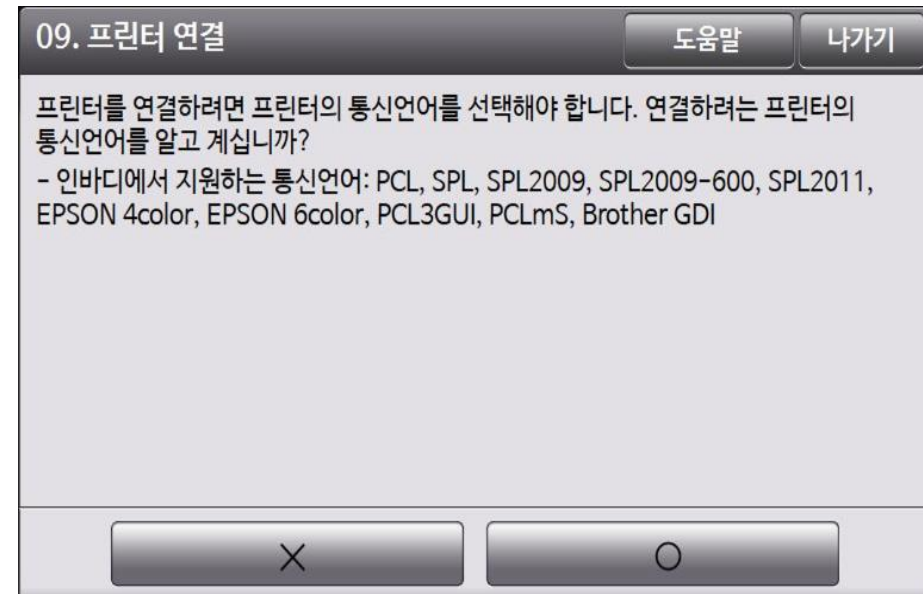 09. 프린터 연결
도움말
나가기
프린터를 연결하려면 프린터의 통신언어를 선택해야 합니다. 연결하려는 프린터의
통신언어를 알고 계십니까?
- 인바디에서 지원하는 통신언어: PCL, SPL, SPL2009, SPL2009-600, SPL2011,
EPSON 4color, EPSON 6color, PCL3GUI, PCLmS, Brother GDI
X
O